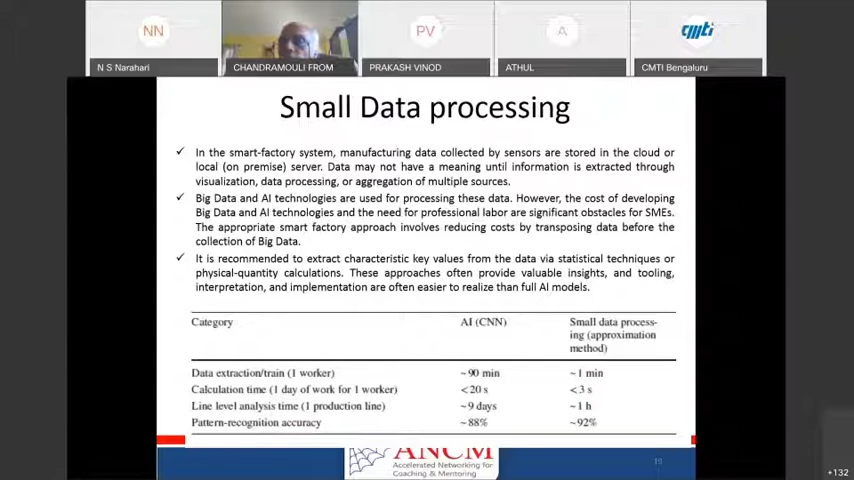 NN
PV
A
cmti
N S Narahari
CHANDRAMOULI FROM
PRAKASH VINOD
ATHUL
CMTI Bengaluru
Small Data processing
✓ In the smart-factory system, manufacturing data collected by sensors are stored in the cloud or
local (on premise) server. Data may not have a meaning until information is extracted through
visualization, data processing, or aggregation of multiple sources.
✓ Big Data and AI technologies are used for processing these data. However, the cost of developing
Big Data and AI technologies and the need for professional labor are significant obstacles for SMEs.
The appropriate smart factory approach involves reducing costs by transposing data before the
collection of Big Data.
✓ It is recommended to extract characteristic key values from the data via statistical techniques or
physical-quantity calculations. These approaches often provide valuable insights, and tooling,
interpretation, and implementation are often easier to realize than full AI models.
Category AI (CNN) Small data process-
ing (approximation
method)
Data extraction/train (1 worker) ~90 min ~1 min
Calculation time (1 day of work for 1 worker) <20 s <3 s
Line level analysis time (1 production line) ~9 days ~1 h
Pattern-recognition accuracy ~88% ~92%
ANCM
Accelerated Networking for
Coaching & Mentoring
19
+132